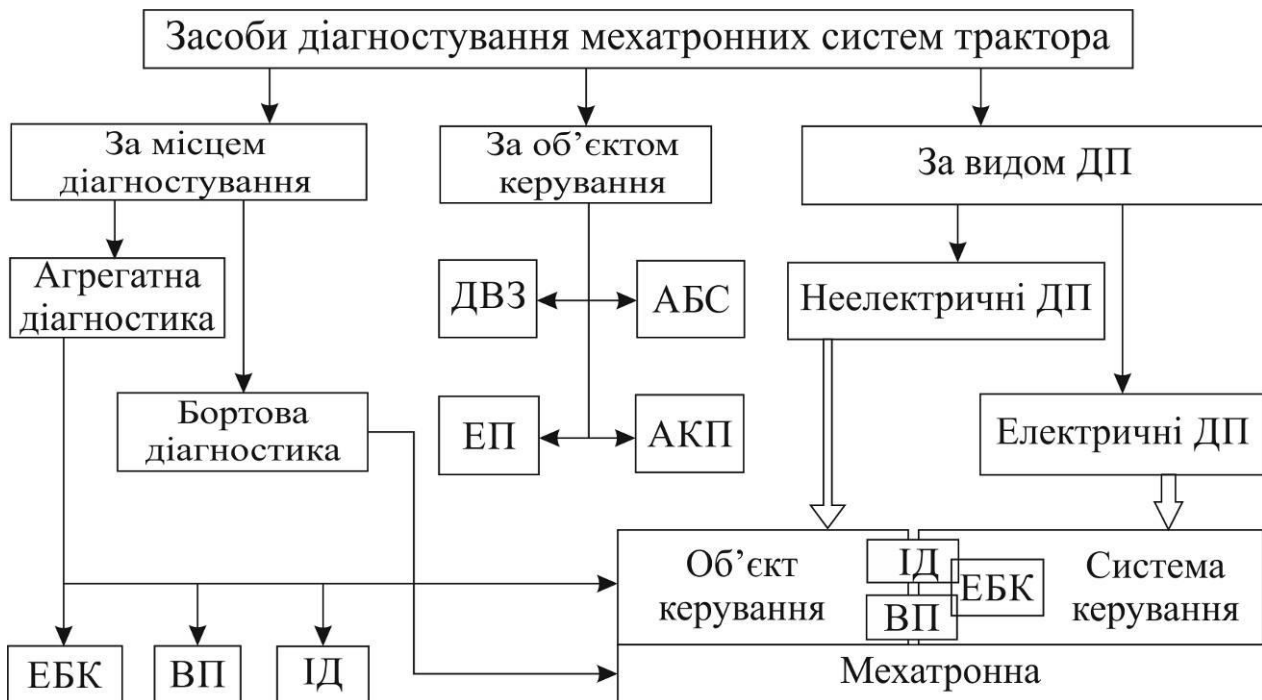 Засоби діагностування мехатронних систем трактора
За місцем
діагностування
За об’єктом
керування
За видом ДП
Агрегатна
діагностика
ДВЗ
АБС
Неелектричні ДП
Бортова
діагностика
ЕП
АКП
Електричні ДП
Об’єкт
керування
ІД
ВП
ЕБК
Система
керування
ЕБК
ВП
ІД
Мехатронна